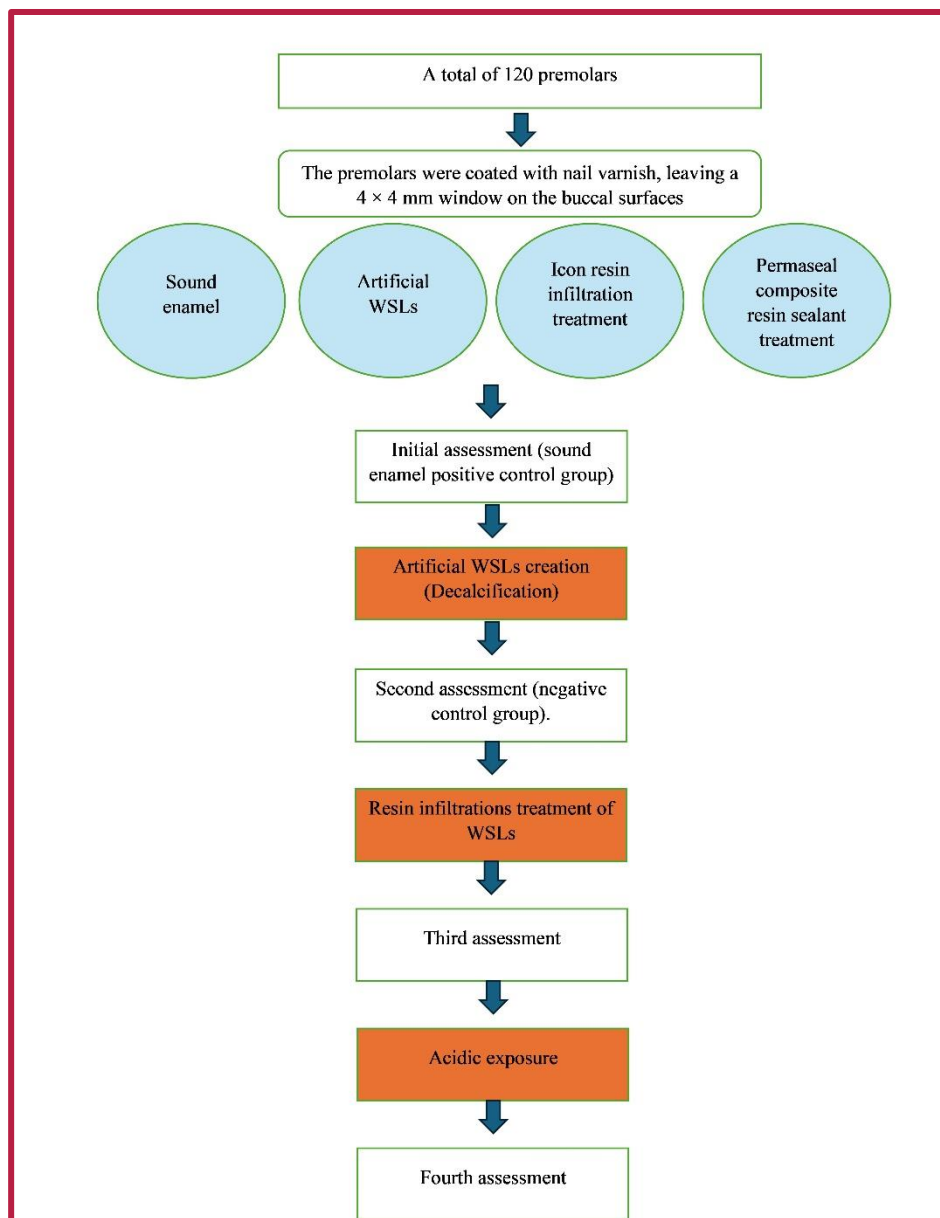 A total of 120 premolars
The premolars were coated with nail varnish, leaving a
4 × 4 mm window on the buccal surfaces
Sound
enamel
Artificial
WSLs
Icon resin
infiltration
treatment
Permaseal
composite
resin sealant
treatment
Initial assessment (sound
enamel positive control group)
Artificial WSLs creation
(Decalcification)
Second assessment (negative
control group).
Resin infiltrations treatment of
WSLs
Third assessment
Acidic exposure
Fourth assessment